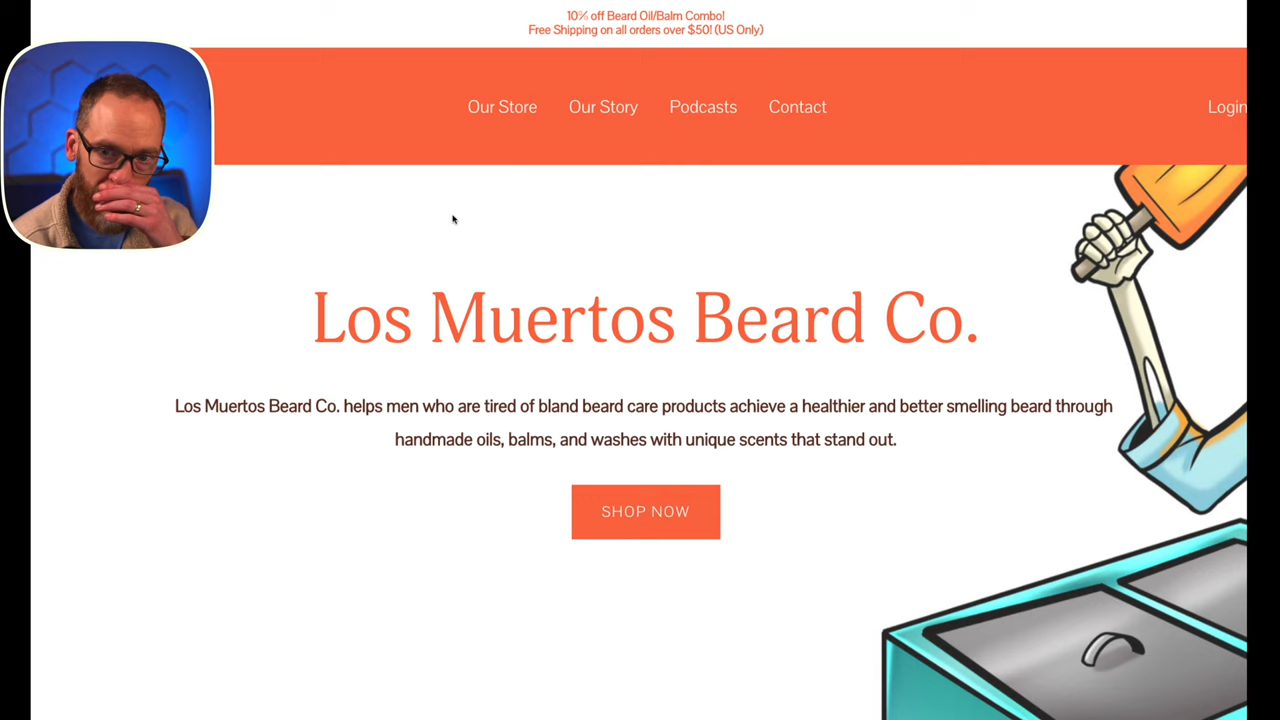 10% off Beard Oil/Balm Combo!
Free Shipping on all orders over $50! (US Only)
Our Store
Our Story
Podcasts
Contact
Login
Los Muertos Beard Co.
Los Muertos Beard Co. helps men who are tired of bland beard care products achieve a healthier and better smelling beard through
handmade oils, balms, and washes with unique scents that stand out.
SHOP NOW